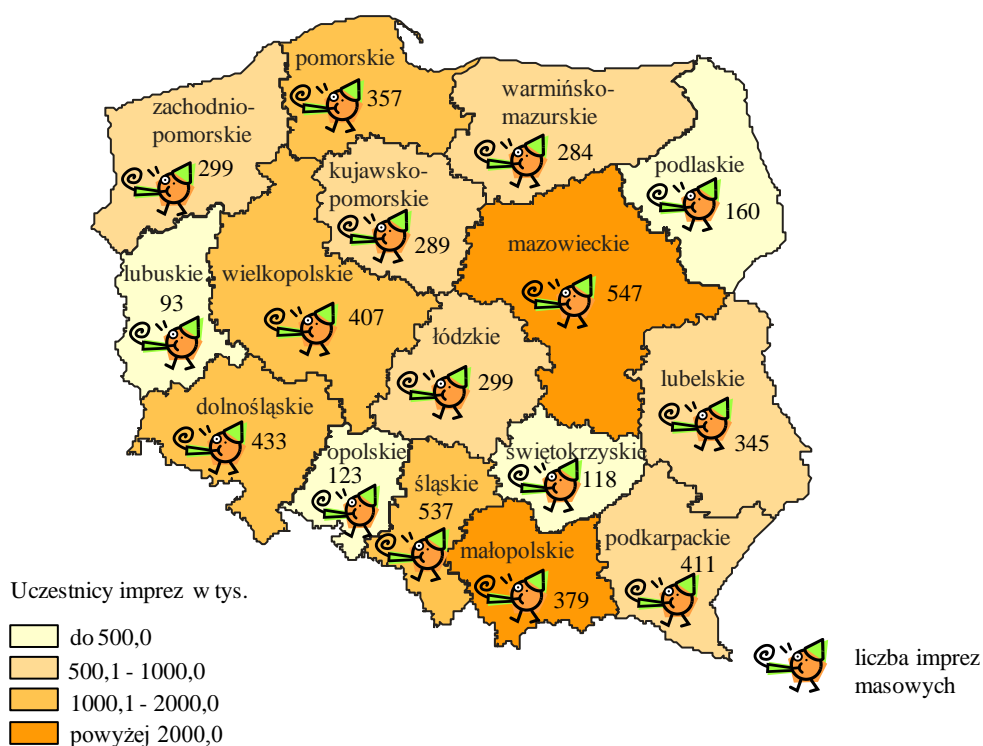 pomorskie
357
warmińsko-
mazurskie
284
zachodnio-
pomorskie
299
podlaskie
160
kujawsko-
pomorskie
289
mazowieckie
547
lubuskie
93
wielkopolskie
407
łódzkie
299
lubelskie
345
dolnośląskie
433
opolskie
123
śląskie
537
świętokrzyskie
118
małopolskie
379
podkarpackie
411
Uczestnicy imprez w tys.
do 500,0
500,1 - 1000,0
1000,1 - 2000,0
powyżej 2000,0
liczba imprez
masowych